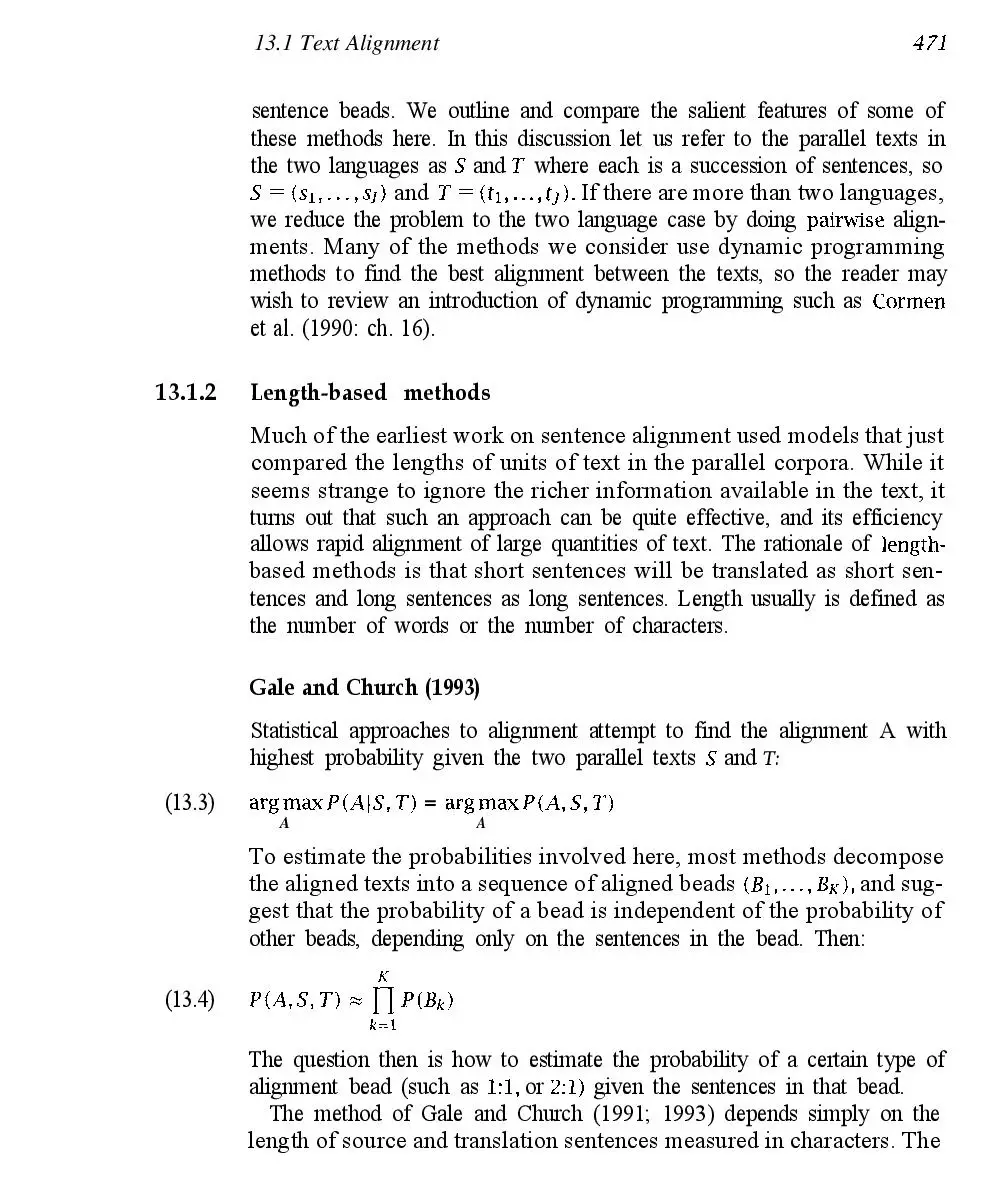 13.1 Text Alignment 471
sentence beads. We outline and compare the salient features of some of
these methods here. In this discussion let us refer to the parallel texts in
the two languages as S and T where each is a succession of sentences, so
S = (s₁, . . . , s_I) and T = (t₁, . . . , t_J). If there are more than two languages,
we reduce the problem to the two language case by doing pairwise align-
ments. Many of the methods we consider use dynamic programming
methods to find the best alignment between the texts, so the reader may
wish to review an introduction of dynamic programming such as Cormen
et al. (1990: ch. 16).
13.1.2 Length-based methods
Much of the earliest work on sentence alignment used models that just
compared the lengths of units of text in the parallel corpora. While it
seems strange to ignore the richer information available in the text, it
turns out that such an approach can be quite effective, and its efficiency
allows rapid alignment of large quantities of text. The rationale of length-
based methods is that short sentences will be translated as short sen-
tences and long sentences as long sentences. Length usually is defined as
the number of words or the number of characters.
Gale and Church (1993)
Statistical approaches to alignment attempt to find the alignment A with
highest probability given the two parallel texts S and T:
(13.3) arg max P(A|S, T) = arg max P(A, S, T)
A A
To estimate the probabilities involved here, most methods decompose
the aligned texts into a sequence of aligned beads (B₁, . . . , B_K), and sug-
gest that the probability of a bead is independent of the probability of
other beads, depending only on the sentences in the bead. Then:
K
(13.4) P(A, S, T) ≈ ∏ P(B_k)
k=1
The question then is how to estimate the probability of a certain type of
alignment bead (such as 1:1, or 2:1) given the sentences in that bead.
The method of Gale and Church (1991; 1993) depends simply on the
length of source and translation sentences measured in characters. The